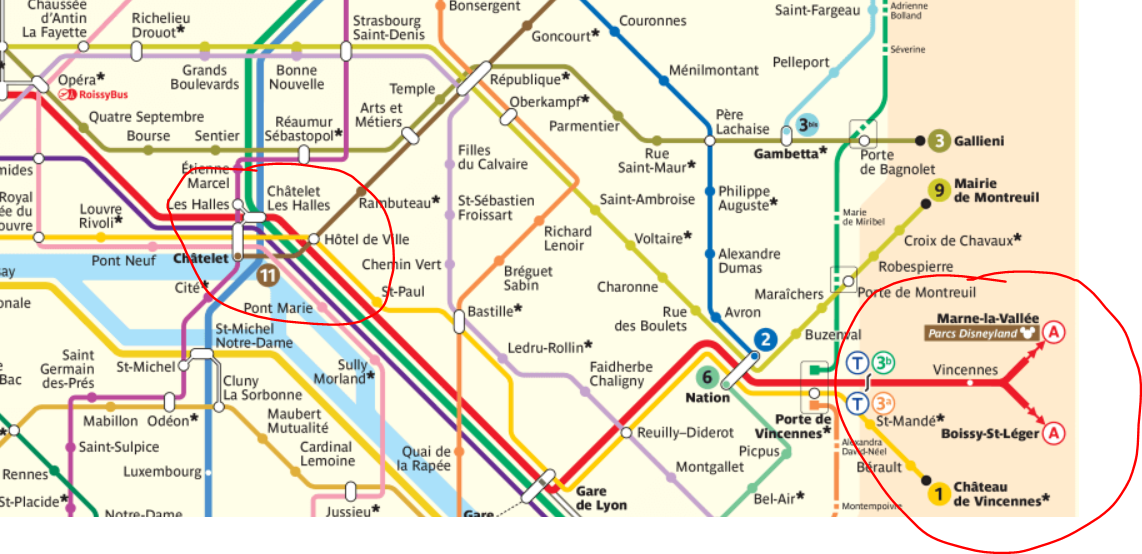 Chaussée
d'Antin
La Fayette
Richelieu
Drouot*
Strasbourg
Saint-Denis
Bonsergent
Goncourt*
Couronnes
Saint-Fargeau
Adrienne
Bolland
Séverine
Opéra*
RoissyBus
Grands
Boulevards
Bonne
Nouvelle
République*
Ménilmontant
Pelleport
Temple
Oberkampf*
Quatre Septembre
Bourse
Sentier
Réaumur
Sébastopol*
Arts et
Métiers
Parmentier
Père
Lachaise
3bis
Gambetta*
3 Gallieni
Porte
de Bagnolet
Étienne
Marcel
Filles
du Calvaire
Rue
Saint-Maur*
mides
Les Halles
Châtelet
Les Halles
Rambuteau*
St-Sébastien
Froissart
Saint-Ambroise
Philippe
Auguste*
9 Mairie
de Montreuil
Royal
ée du
ouvre
Louvre
Rivoli*
Marie
de Miribel
Hôtel de Ville
Richard
Lenoir
Voltaire*
Croix de Chavaux*
Pont Neuf
Châtelet
11
Chemin Vert
Bréguet
Sabin
Alexandre
Dumas
Robespierre
say
Cité*
St-Paul
Charonne
Maraîchers
Porte de Montreuil
onale
Pont Marie
Bastille*
Rue
des Boulets
Avron
Buzenval
Marne-la-Vallée
Parcs Disneyland
A
St-Michel
Notre-Dame
2
Saint
Germain
des-Prés
St-Michel
Sully
Morland*
Ledru-Rollin*
Faidherbe
Chaligny
6
Nation
T 3b
Vincennes
Bac
Cluny
La Sorbonne
T 3a
Mabillon
Odéon*
Maubert
Mutualité
Porte de
Vincennes*
St-Mandé*
Boissy-St-Léger
A
Saint-Sulpice
Cardinal
Lemoine
Quai de
la Rapée
Reuilly–Diderot
Picpus
Alexandra
David-Néel
Bérault
Rennes
Luxembourg
Montgallet
St-Placide*
Notre-Dame
Jussieu*
Gare
Gare
de Lyon
Bel-Air*
Montempoivre
1 Château
de Vincennes*